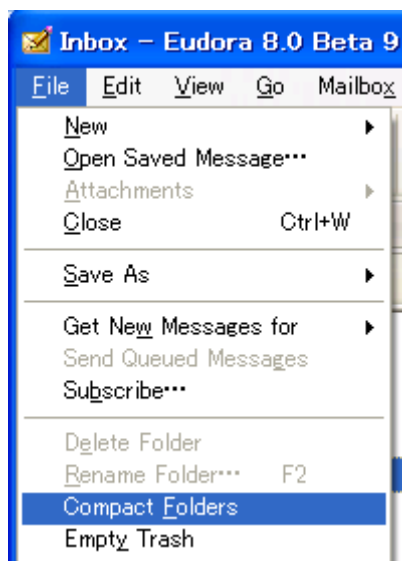 Inbox – Eudora 8.0 Beta 9
File Edit View Go Mailbox
New
Open Saved Message…
Attachments
Close Ctrl+W
Save As
Get New Messages for
Send Queued Messages
Subscribe…
Delete Folder
Rename Folder… F2
Compact Folders
Empty Trash